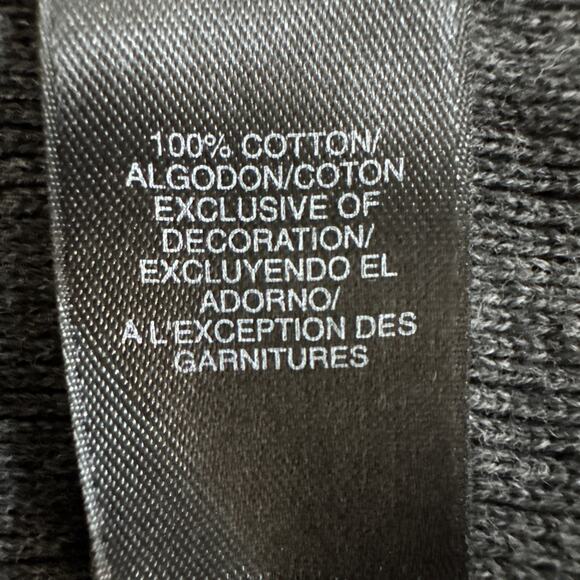 100% COTTON/
ALGODON/COTON
EXCLUSIVE OF
DECORATION/
EXCLUYENDO EL
ADORNO/
A L'EXCEPTION DES
GARNITURES